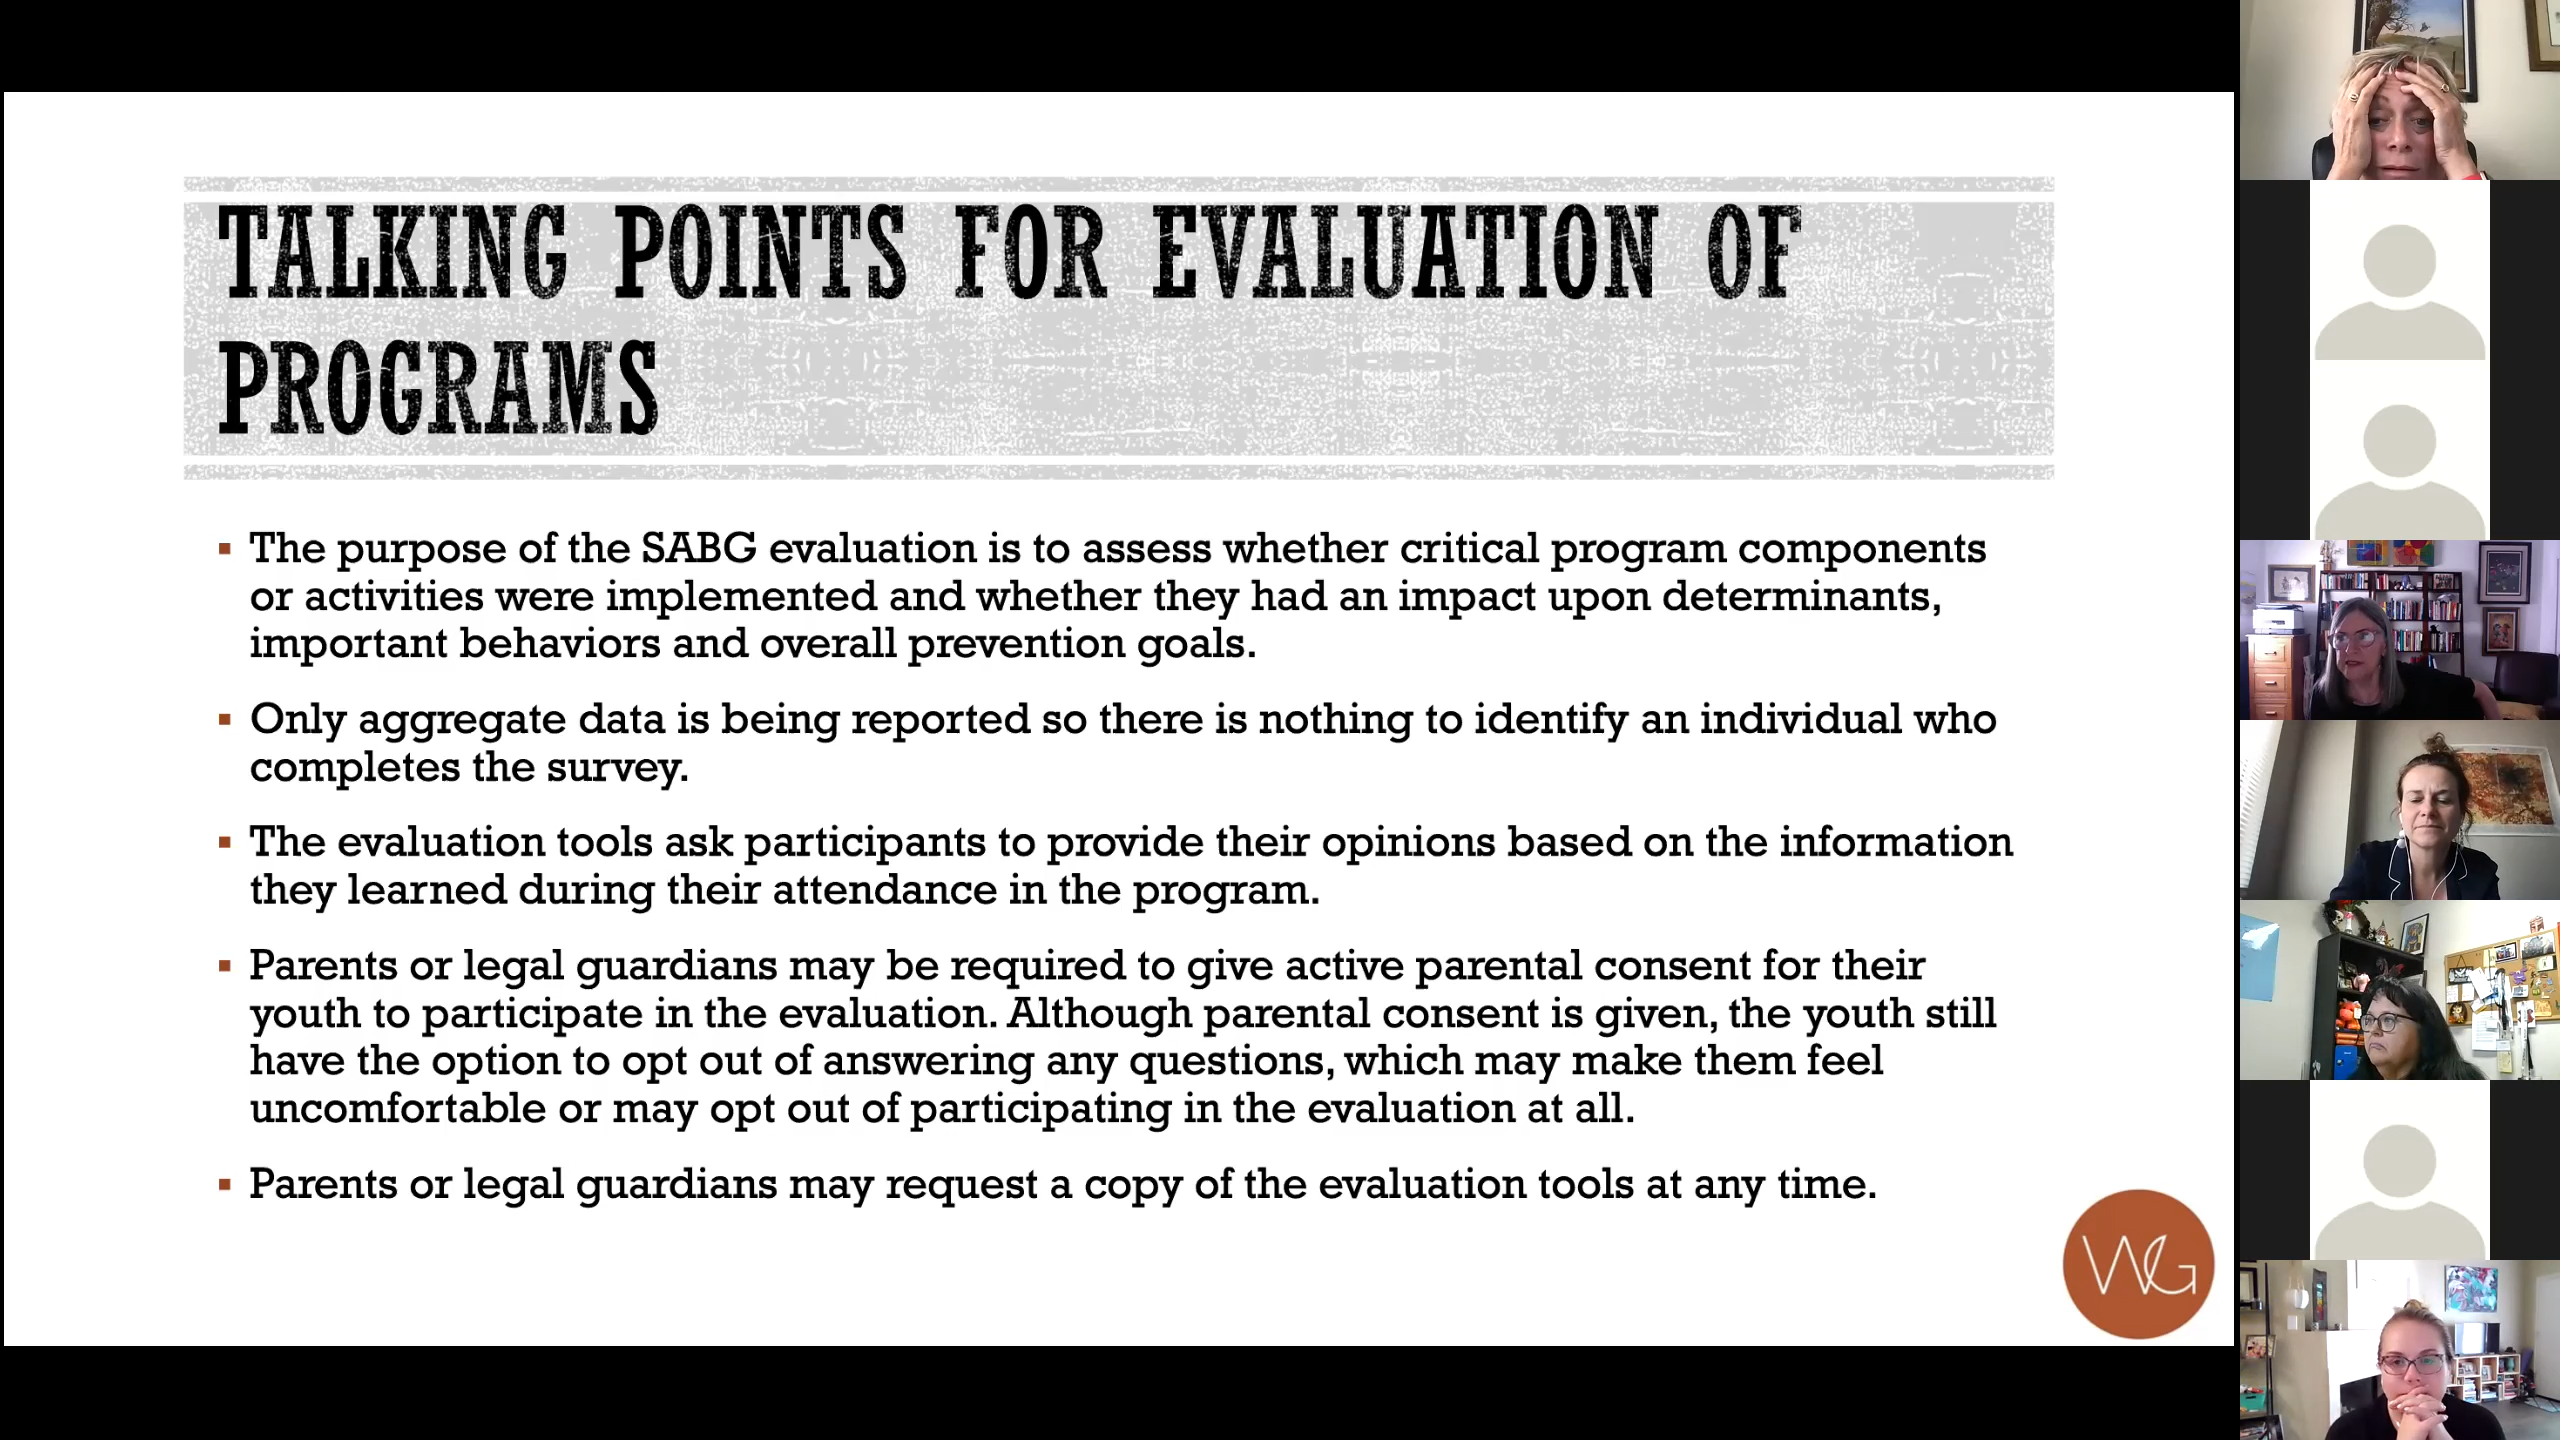 TALKING POINTS FOR EVALUATION OF
PROGRAMS
▪ The purpose of the SABG evaluation is to assess whether critical program components
or activities were implemented and whether they had an impact upon determinants,
important behaviors and overall prevention goals.
▪ Only aggregate data is being reported so there is nothing to identify an individual who
completes the survey.
▪ The evaluation tools ask participants to provide their opinions based on the information
they learned during their attendance in the program.
▪ Parents or legal guardians may be required to give active parental consent for their
youth to participate in the evaluation. Although parental consent is given, the youth still
have the option to opt out of answering any questions, which may make them feel
uncomfortable or may opt out of participating in the evaluation at all.
▪ Parents or legal guardians may request a copy of the evaluation tools at any time.
WG